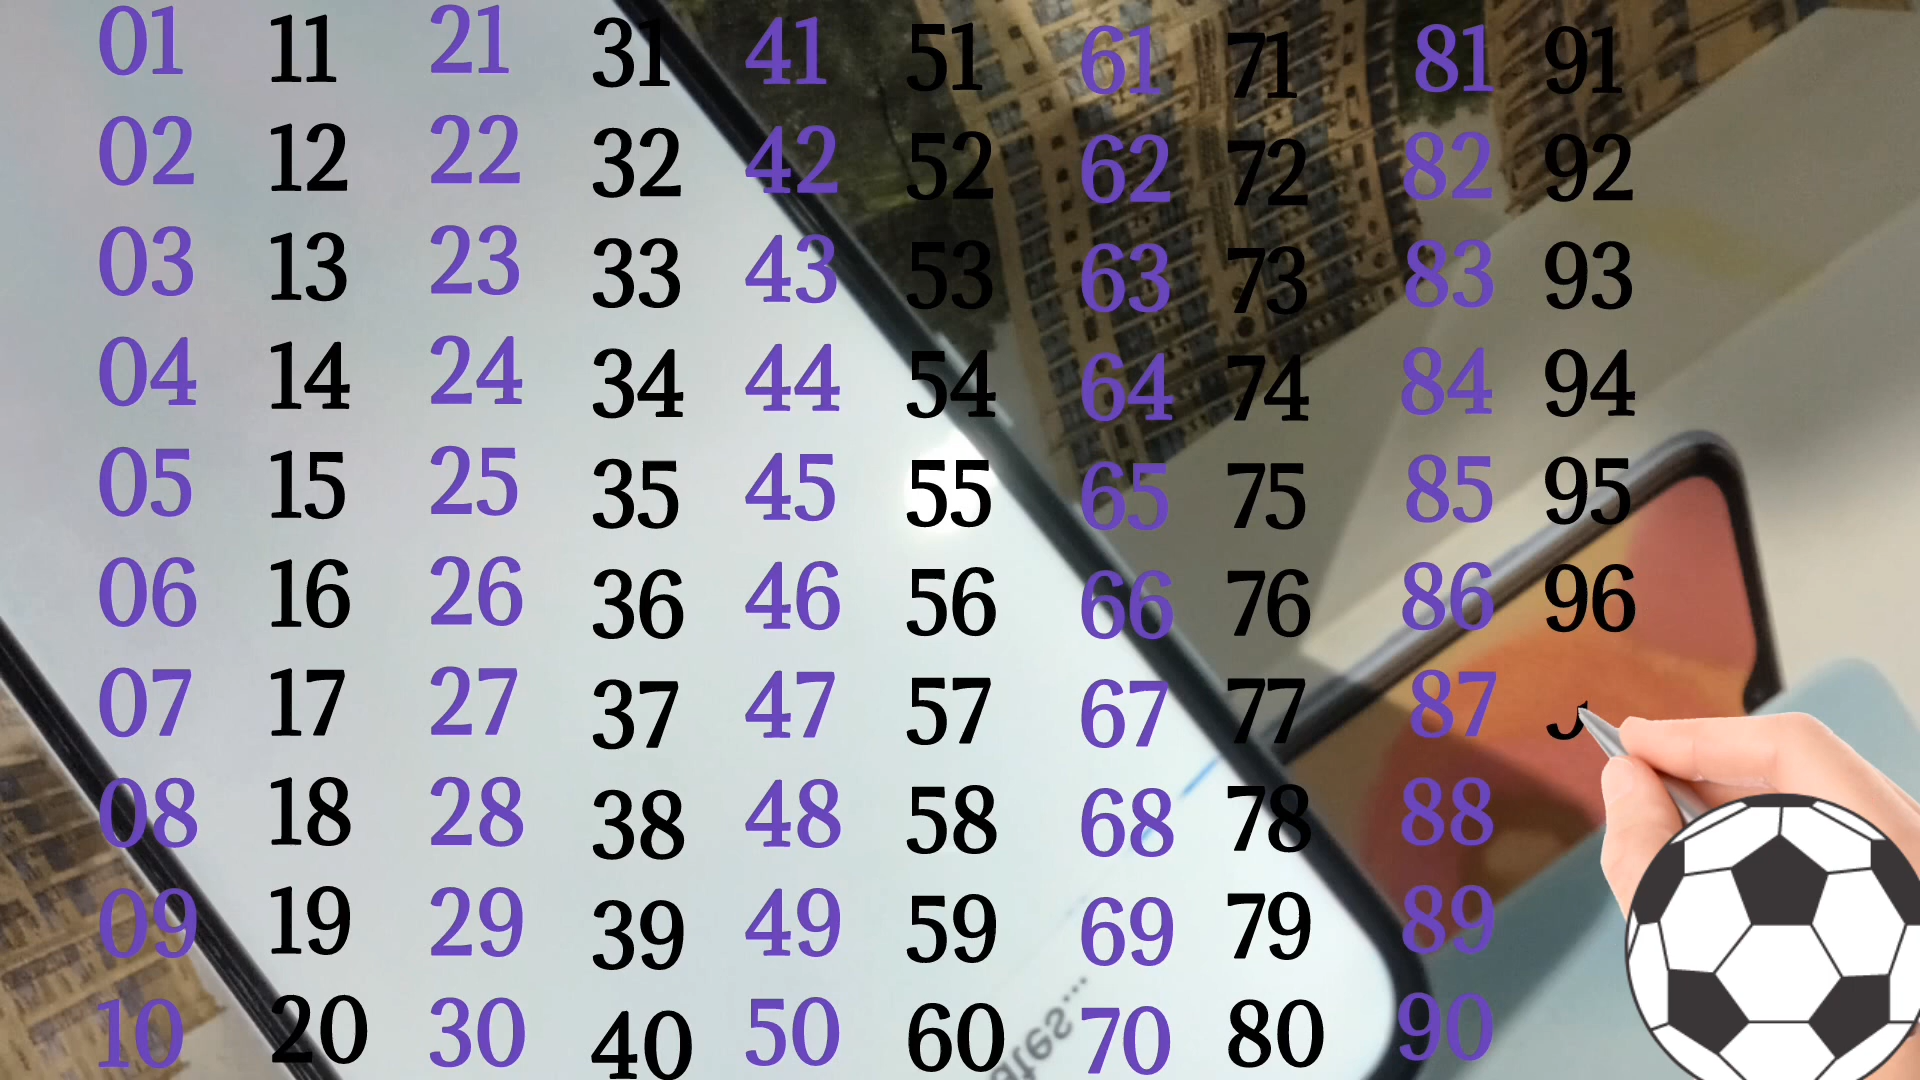 01 11 21 31 41 51 61 71 81 91
02 12 22 32 42 52 62 72 82 92
03 13 23 33 43 53 63 73 83 93
04 14 24 34 44 54 64 74 84 94
05 15 25 35 45 55 65 75 85 95
06 16 26 36 46 56 66 76 86 96
07 17 27 37 47 57 67 77 87
08 18 28 38 48 58 68 78 88
09 19 29 39 49 59 69 79 89
10 20 30 40 50 60 70 80 90